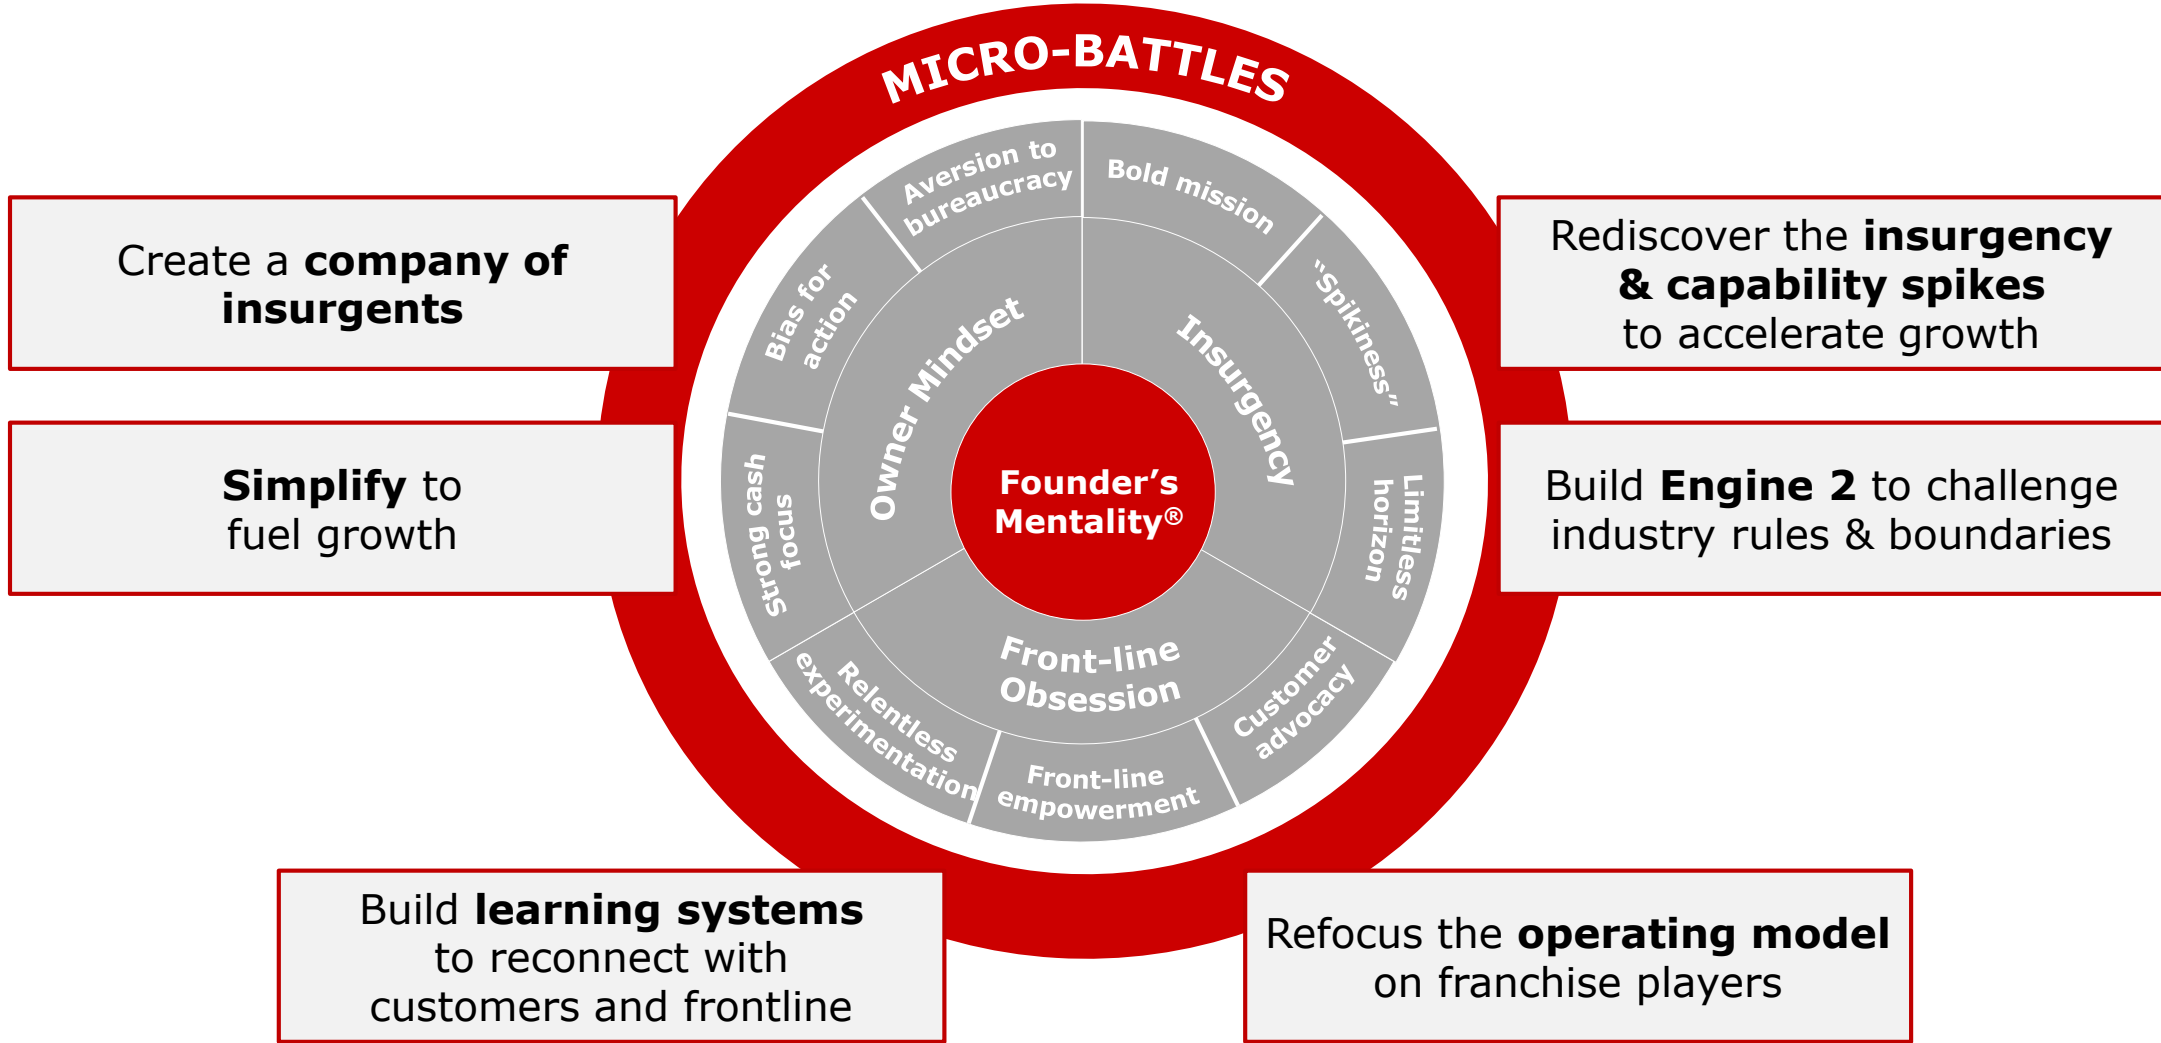 MICRO-BATTLES
Create a company of
insurgents
Simplify to
fuel growth
Build learning systems
to reconnect with
customers and frontline
Rediscover the insurgency
& capability spikes
to accelerate growth
Build Engine 2 to challenge
industry rules & boundaries
Refocus the operating model
on franchise players
Founder’s
Mentality®
Owner Mindset
Insurgency
Front-line
Obsession
Aversion to
bureaucracy
Bold mission
“Spikiness”
Limitless
horizon
Customer
advocacy
Front-line
empowerment
Relentless
experimentation
Strong cash
focus
Bias for
action